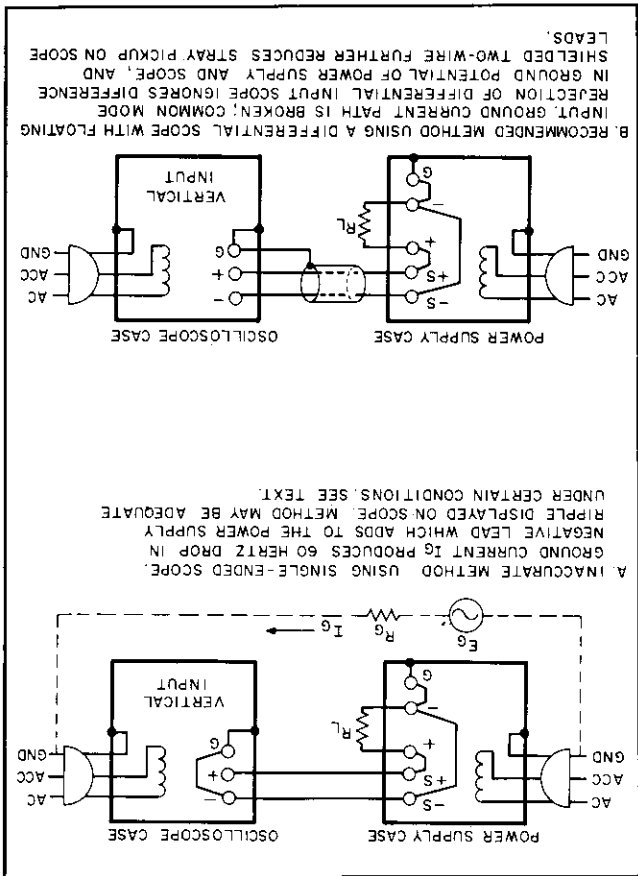 POWER SUPPLY CASE
OSCILLOSCOPE CASE
AC
ACC
GND
-S
+S
+
-
G
RL
-
+
G
VERTICAL
INPUT
AC
ACC
GND
EG
RG
IG
A. INACCURATE METHOD USING SINGLE-ENDED SCOPE.
GROUND CURRENT IG PRODUCES 60 HERTZ DROP IN
NEGATIVE LEAD WHICH ADDS TO THE POWER SUPPLY
RIPPLE DISPLAYED ON SCOPE. METHOD MAY BE ADEQUATE
UNDER CERTAIN CONDITIONS. SEE TEXT.
POWER SUPPLY CASE
OSCILLOSCOPE CASE
AC
ACC
GND
-S
+S
+
-
G
RL
-
+
G
VERTICAL
INPUT
AC
ACC
GND
B. RECOMMENDED METHOD USING A DIFFERENTIAL SCOPE WITH FLOATING
INPUT. GROUND CURRENT PATH IS BROKEN; COMMON MODE
REJECTION OF DIFFERENTIAL INPUT SCOPE IGNORES DIFFERENCE
IN GROUND POTENTIAL OF POWER SUPPLY AND SCOPE, AND
SHIELDED TWO-WIRE FURTHER REDUCES STRAY PICKUP ON SCOPE
LEADS.